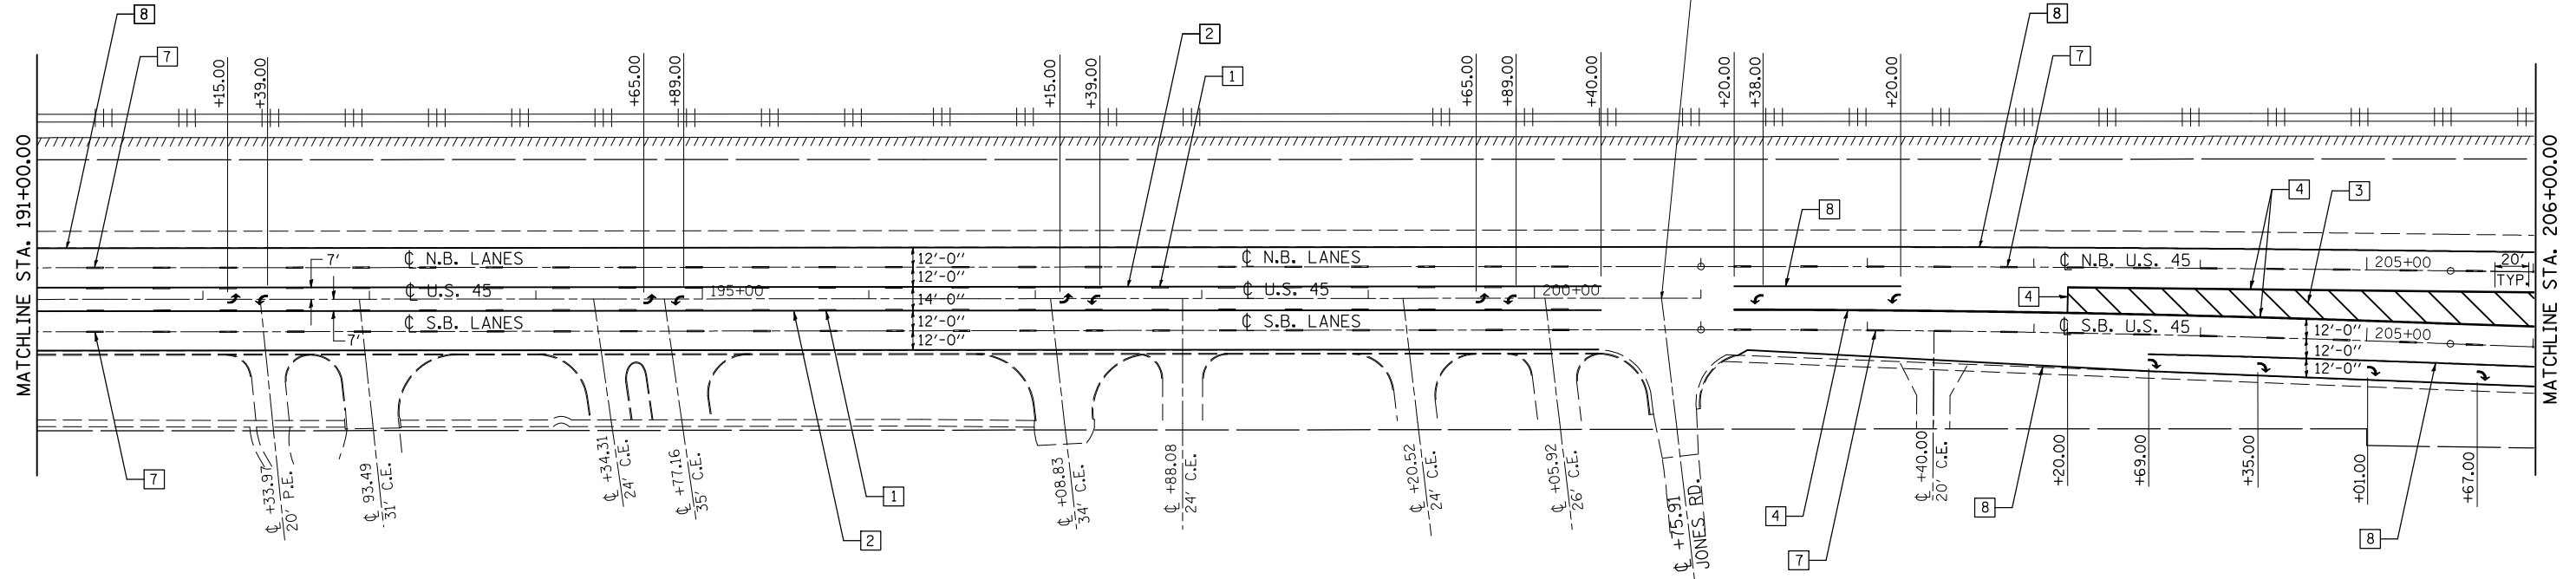 8
7
+15.00
+39.00
+65.00
+89.00
2
1
+15.00
+39.00
+65.00
+89.00
+40.00
+20.00
+38.00
+20.00
8
7
MATCHLINE STA. 191+00.00
MATCHLINE STA. 206+00.00
8
4
3
7'
℄ N.B. LANES
12'-0''
℄ N.B. LANES
℄ N.B. U.S. 45
205+00
20'
TYP.
12'-0''
℄ U.S. 45
195+00
14'-0''
℄ U.S. 45
200+00
4
℄ S.B. LANES
12'-0''
℄ S.B. LANES
℄ S.B. U.S. 45
12'-0''
205+00
7'
12'-0''
12'-0''
12'-0''
7
1
2
℄ +33.97
20' P.E.
℄ 93.49
31' C.E.
℄ +34.31
24' C.E.
℄ +77.16
35' C.E.
℄ +08.83
34' C.E.
℄ +88.08
24' C.E.
℄ +20.52
24' C.E.
℄ +05.92
26' C.E.
℄ +75.91
JONES RD.
4
7
℄ +40.00
20' C.E.
8
+20.00
+69.00
+35.00
+01.00
+67.00
8